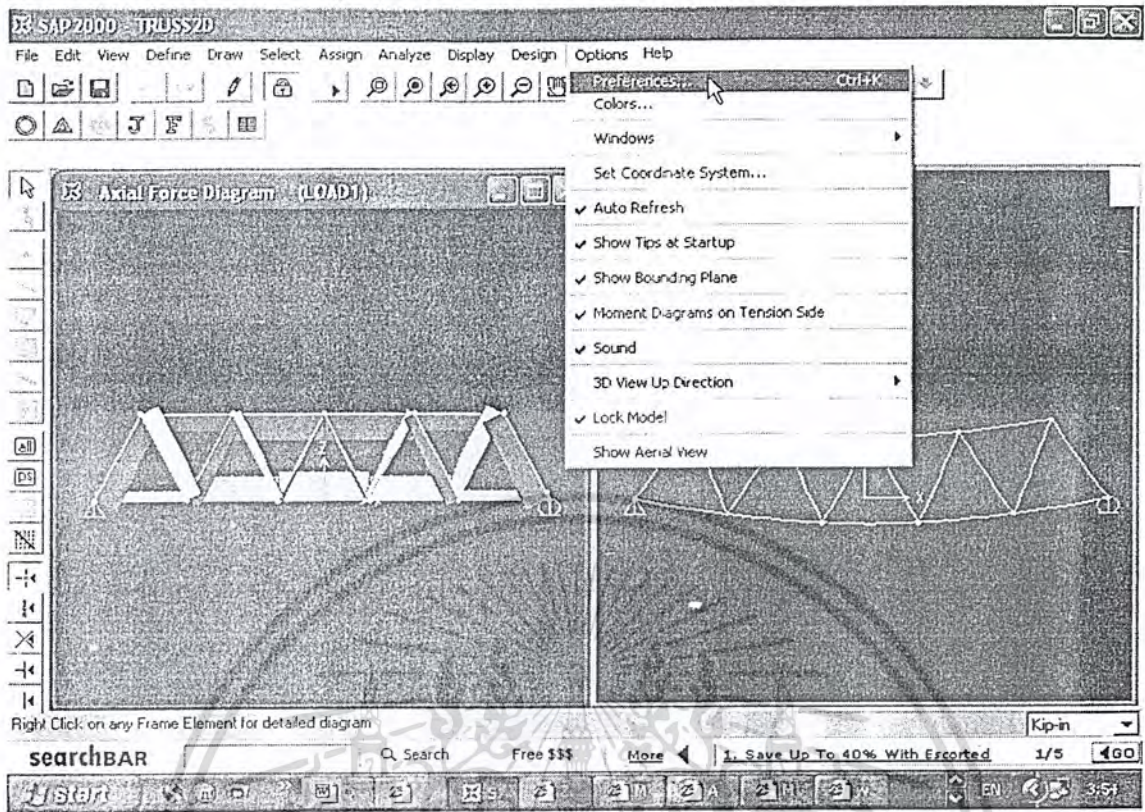 SAP2000 - TRUSS2D
File Edit View Define Draw Select Assign Analyze Display Design Options Help
Preferences... Ctrl+K
Colors...
Windows
Set Coordinate System...
Auto Refresh
Show Tips at Startup
Show Bounding Plane
Moment Diagrams on Tension Side
Sound
3D View Up Direction
Lock Model
Show Aerial View
J F
Axial Force Diagram (LOAD1)
all
ps
X
Right Click on any Frame Element for detailed diagram
Kip-in
searchBAR Search Free $$$ More 1. Save Up To 40% With Escorted 1/5 GO
start EN 3:54